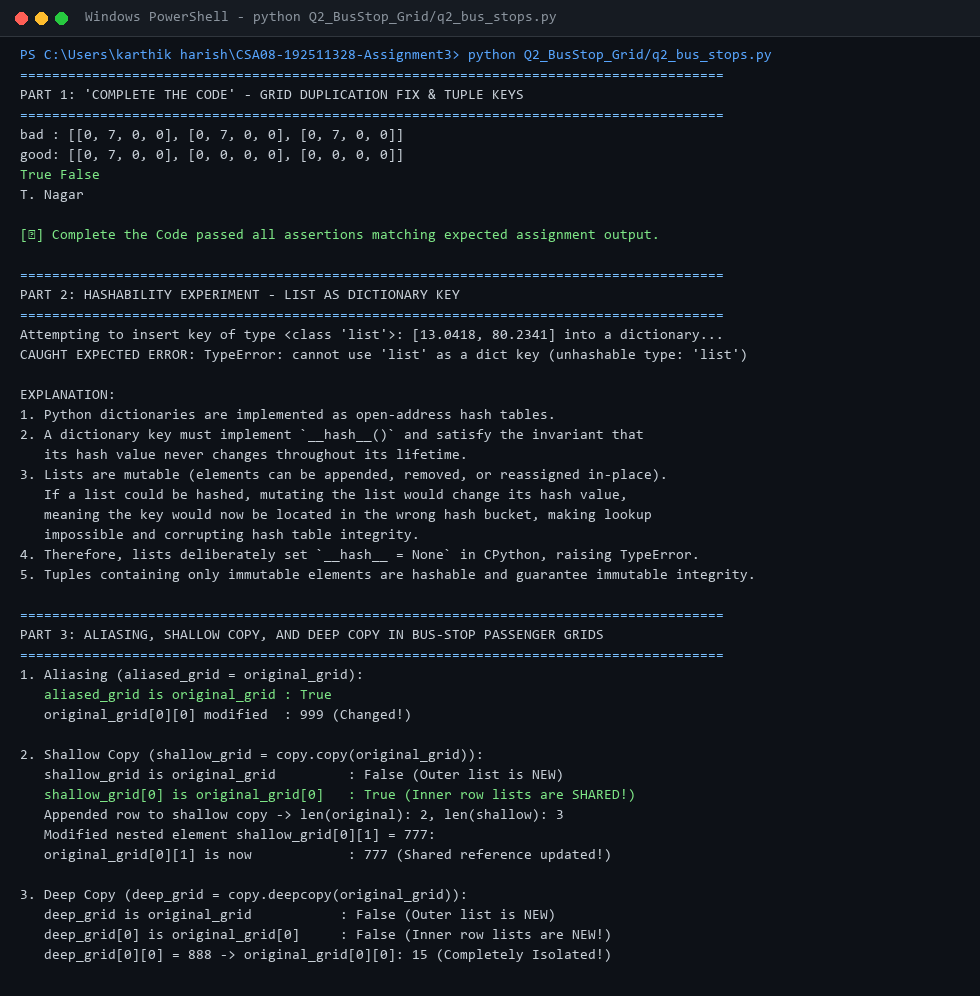 Windows PowerShell - python Q2_BusStop_Grid/q2_bus_stops.py
PS C:\Users\karthik harish\CSA08-192511328-Assignment3> python Q2_BusStop_Grid/q2_bus_stops.py
========================================================================================
PART 1: 'COMPLETE THE CODE' - GRID DUPLICATION FIX & TUPLE KEYS
========================================================================================
bad : [[0, 7, 0, 0], [0, 7, 0, 0], [0, 7, 0, 0]]
good: [[0, 7, 0, 0], [0, 0, 0, 0], [0, 0, 0, 0]]
True False
T. Nagar
[] Complete the Code passed all assertions matching expected assignment output.
========================================================================================
PART 2: HASHABILITY EXPERIMENT - LIST AS DICTIONARY KEY
========================================================================================
Attempting to insert key of type <class 'list'>: [13.0418, 80.2341] into a dictionary...
CAUGHT EXPECTED ERROR: TypeError: cannot use 'list' as a dict key (unhashable type: 'list')
EXPLANATION:
1. Python dictionaries are implemented as open-address hash tables.
2. A dictionary key must implement `__hash__()` and satisfy the invariant that
its hash value never changes throughout its lifetime.
3. Lists are mutable (elements can be appended, removed, or reassigned in-place).
If a list could be hashed, mutating the list would change its hash value,
meaning the key would now be located in the wrong hash bucket, making lookup
impossible and corrupting hash table integrity.
4. Therefore, lists deliberately set `__hash__ = None` in CPython, raising TypeError.
5. Tuples containing only immutable elements are hashable and guarantee immutable integrity.
========================================================================================
PART 3: ALIASING, SHALLOW COPY, AND DEEP COPY IN BUS-STOP PASSENGER GRIDS
========================================================================================
1. Aliasing (aliased_grid = original_grid):
aliased_grid is original_grid : True
original_grid[0][0] modified  : 999 (Changed!)
2. Shallow Copy (shallow_grid = copy.copy(original_grid)):
shallow_grid is original_grid         : False (Outer list is NEW)
shallow_grid[0] is original_grid[0]   : True (Inner row lists are SHARED!)
Appended row to shallow copy -> len(original): 2, len(shallow): 3
Modified nested element shallow_grid[0][1] = 777:
original_grid[0][1] is now            : 777 (Shared reference updated!)
3. Deep Copy (deep_grid = copy.deepcopy(original_grid)):
deep_grid is original_grid           : False (Outer list is NEW)
deep_grid[0] is original_grid[0]     : False (Inner row lists are NEW!)
deep_grid[0][0] = 888 -> original_grid[0][0]: 15 (Completely Isolated!)